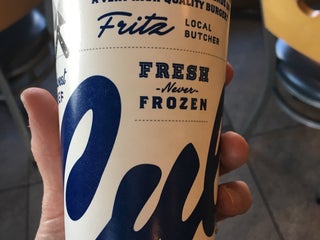 A VERY HIGH QUALITY BURGER
Fritz
LOCAL
BUTCHER
FRESH
-Never-
FROZEN